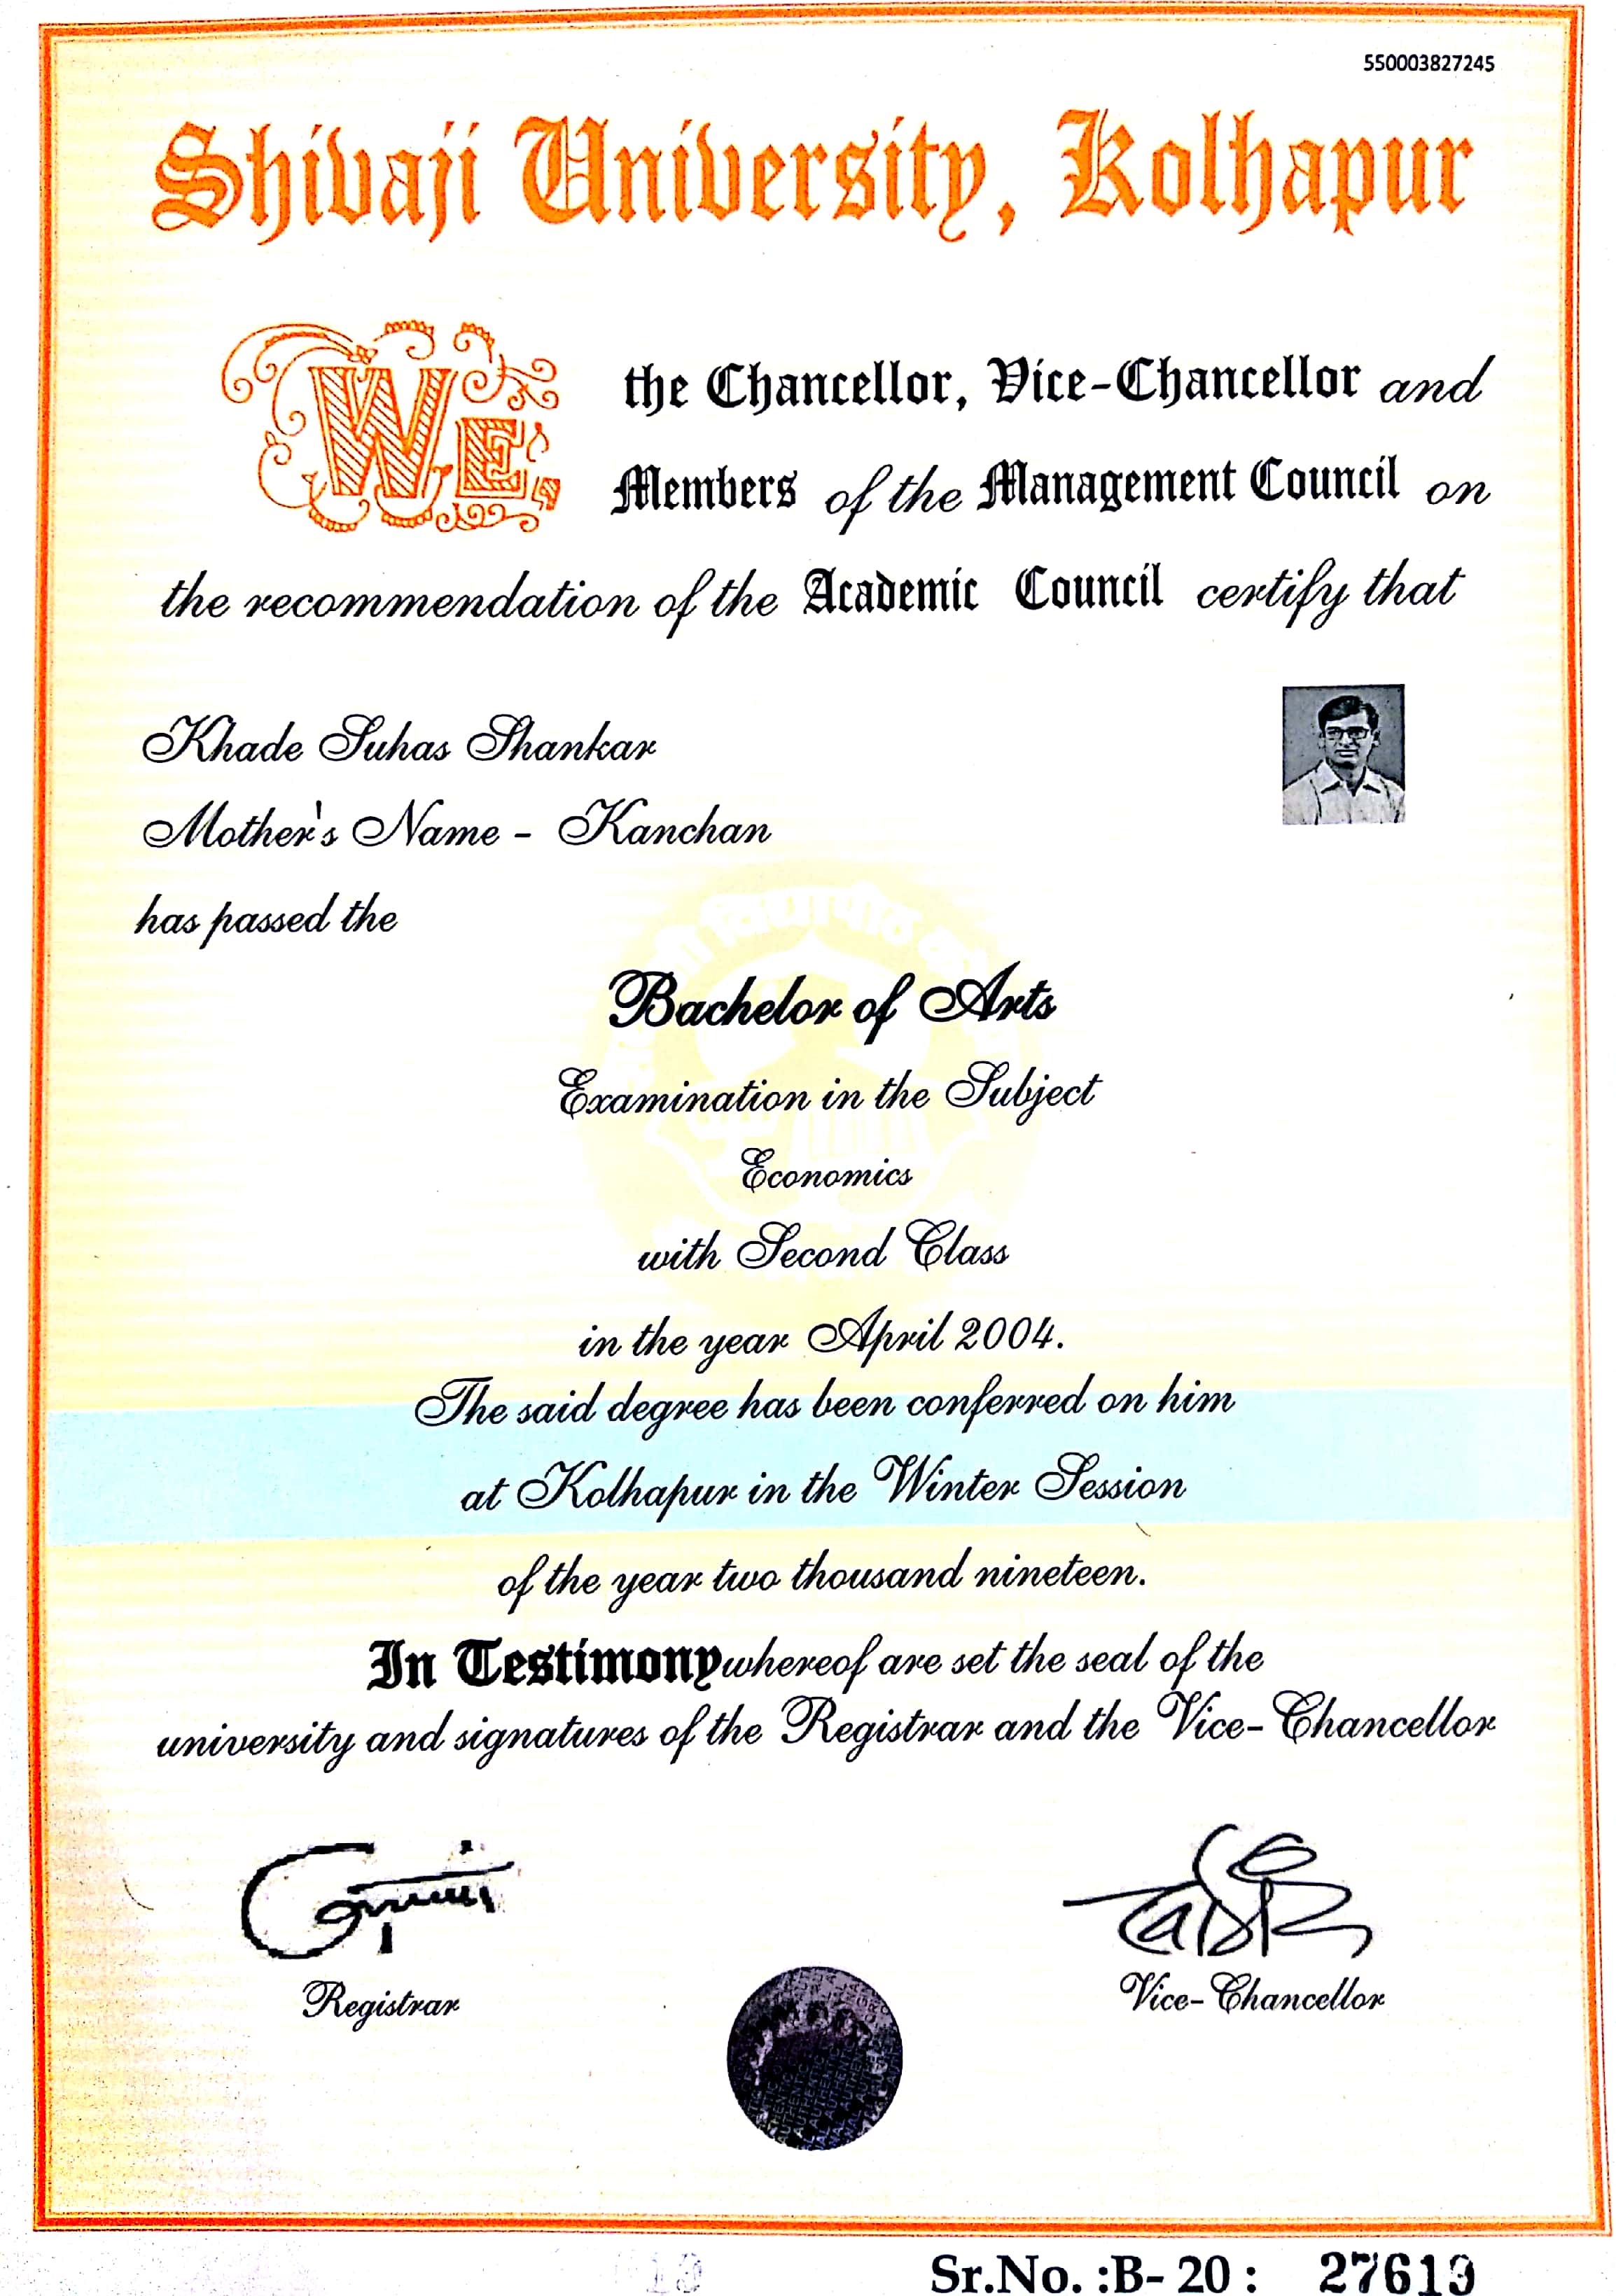 550003827245
Shivaji University, Kolhapur
WE, the Chancellor, Vice-Chancellor and
Members of the Management Council on
the recommendation of the Academic Council certify that
Khade Suhas Shankar
Mother's Name - Kanchan
has passed the
Bachelor of Arts
Examination in the Subject
Economics
with Second Class
in the year April 2004.
The said degree has been conferred on him
at Kolhapur in the Winter Session
of the year two thousand nineteen.
In Testimony whereof are set the seal of the
university and signatures of the Registrar and the Vice-Chancellor
Registrar
Vice-Chancellor
Sr.No. :B- 20 : 27619